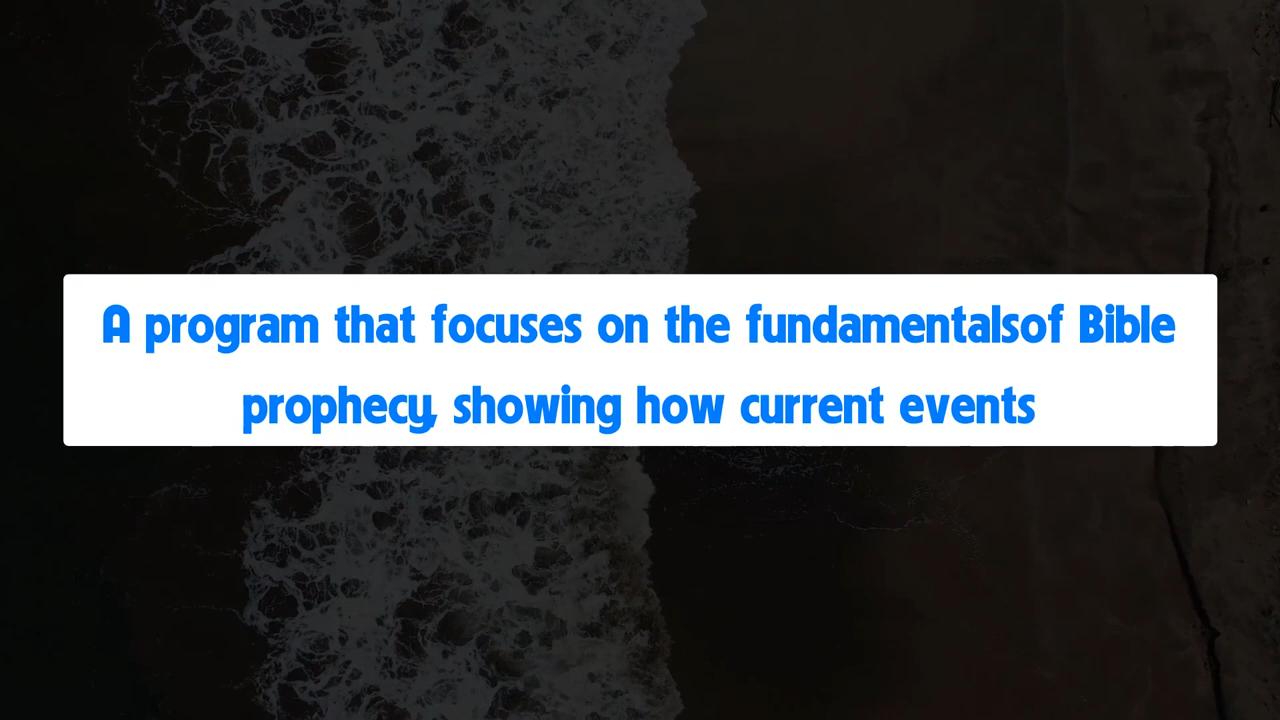 A program that focuses on the fundamentalsof Bible
prophecy, showing how current events